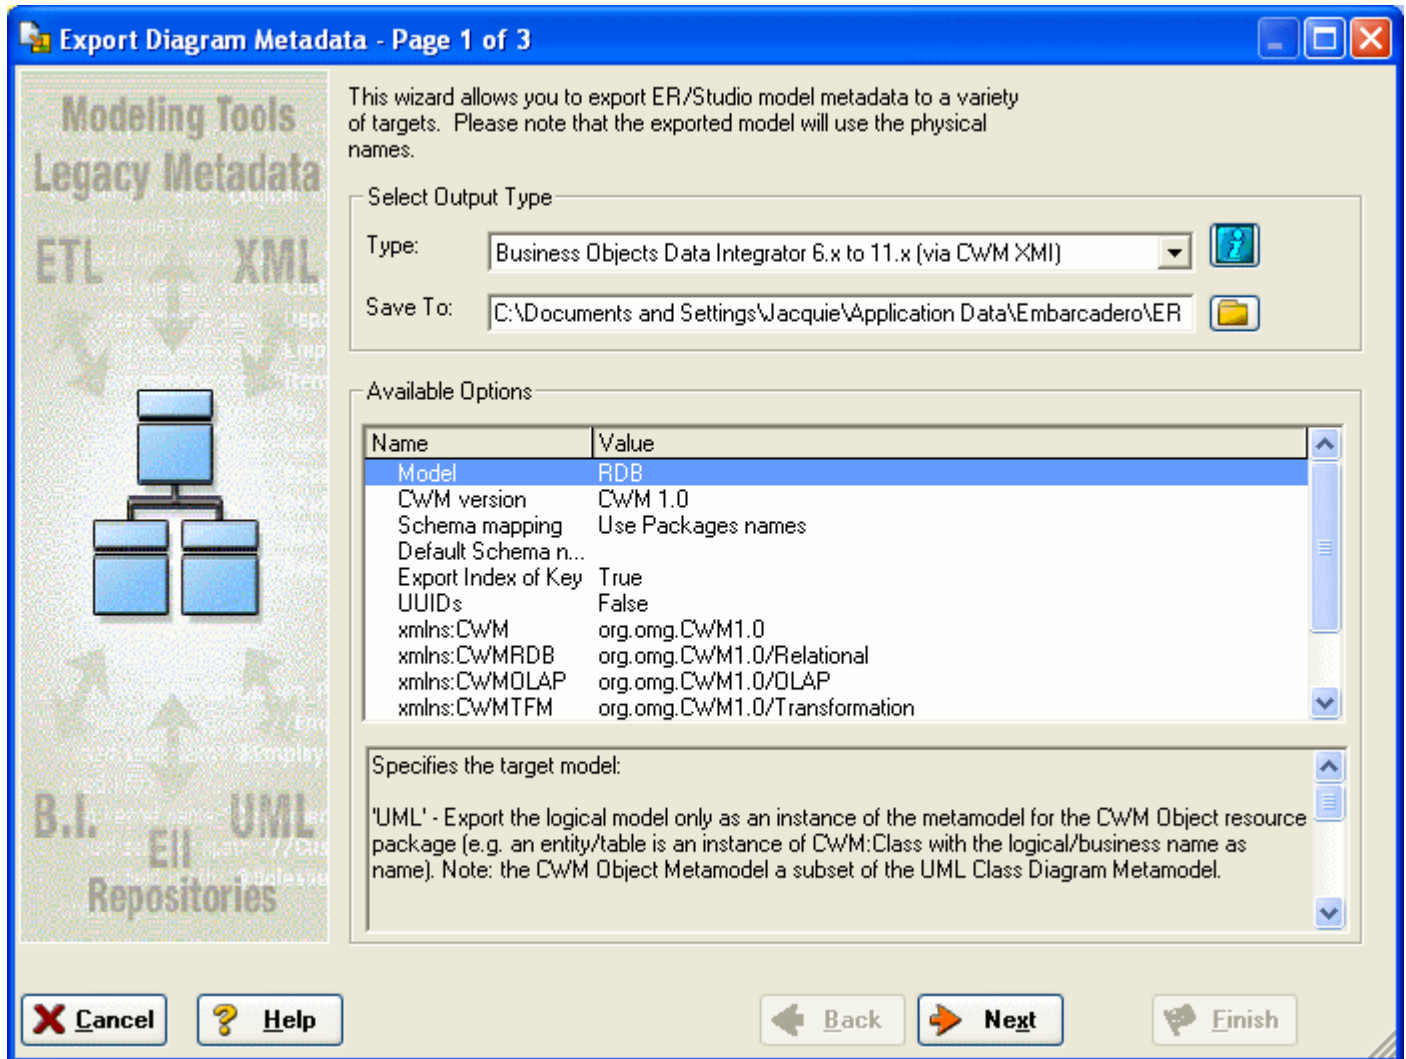 Export Diagram Metadata - Page 1 of 3
Modeling Tools
Legacy Metadata
ETL XML
B.I. UML
EII
Repositories
This wizard allows you to export ER/Studio model metadata to a variety
of targets. Please note that the exported model will use the physical
names.
Select Output Type
Type: Business Objects Data Integrator 6.x to 11.x (via CWM XMI)
Save To: C:\Documents and Settings\Jacquie\Application Data\Embarcadero\ER
Available Options
Name Value
Model RDB
CWM version CWM 1.0
Schema mapping Use Packages names
Default Schema n...
Export Index of Key True
UUIDs False
xmlns:CWM org.omg.CWM1.0
xmlns:CWMRDB org.omg.CWM1.0/Relational
xmlns:CWMOLAP org.omg.CWM1.0/OLAP
xmlns:CWMTFM org.omg.CWM1.0/Transformation
Specifies the target model:
'UML' - Export the logical model only as an instance of the metamodel for the CWM Object resource
package (e.g. an entity/table is an instance of CWM:Class with the logical/business name as
name). Note: the CWM Object Metamodel a subset of the UML Class Diagram Metamodel.
Cancel Help Back Next Finish